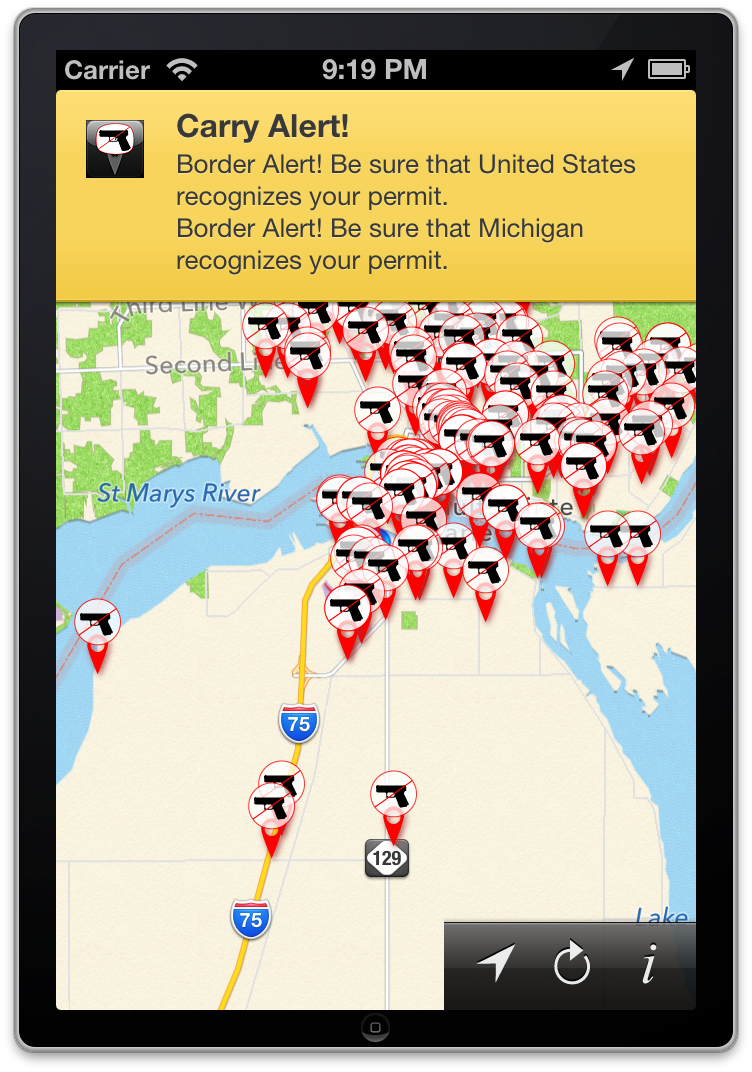 Carrier
9:19 PM
Carry Alert!
Border Alert! Be sure that United States
recognizes your permit.
Border Alert! Be sure that Michigan
recognizes your permit.
Third Line W
Second Line
St Marys River
75
129
75
Lake
i